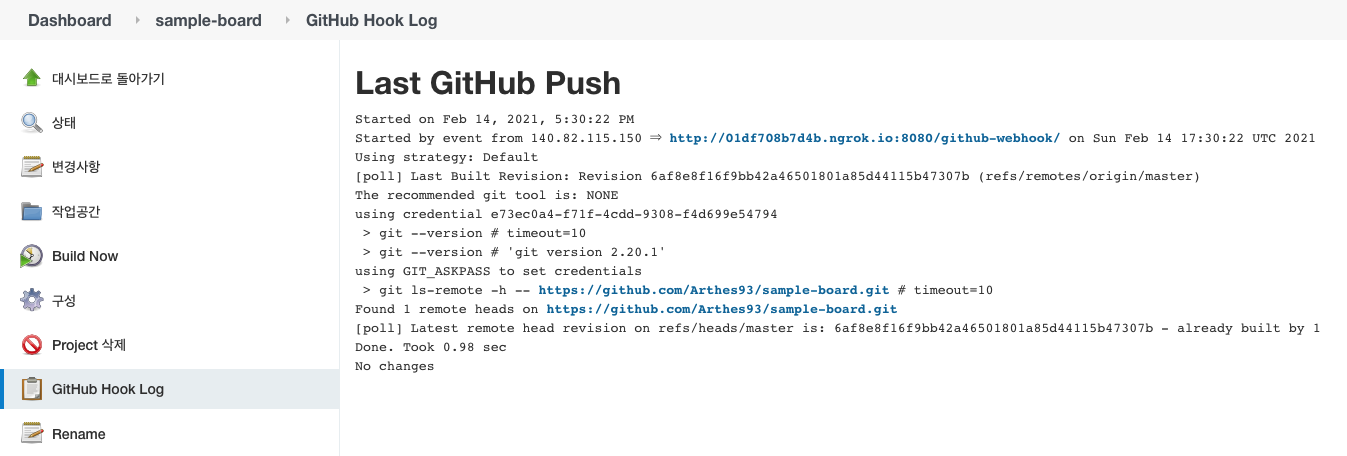 Dashboard sample-board GitHub Hook Log
대시보드로 돌아가기
상태
변경사항
작업공간
Build Now
구성
Project 삭제
GitHub Hook Log
Rename
Last GitHub Push
Started on Feb 14, 2021, 5:30:22 PM
Started by event from 140.82.115.150 ⇒ http://01df708b7d4b.ngrok.io:8080/github-webhook/ on Sun Feb 14 17:30:22 UTC 2021
Using strategy: Default
[poll] Last Built Revision: Revision 6af8e8f16f9bb42a46501801a85d44115b47307b (refs/remotes/origin/master)
The recommended git tool is: NONE
using credential e73ec0a4-f71f-4cdd-9308-f4d699e54794
> git --version # timeout=10
> git --version # 'git version 2.20.1'
using GIT_ASKPASS to set credentials
> git ls-remote -h -- https://github.com/Arthes93/sample-board.git # timeout=10
Found 1 remote heads on https://github.com/Arthes93/sample-board.git
[poll] Latest remote head revision on refs/heads/master is: 6af8e8f16f9bb42a46501801a85d44115b47307b - already built by 1
Done. Took 0.98 sec
No changes